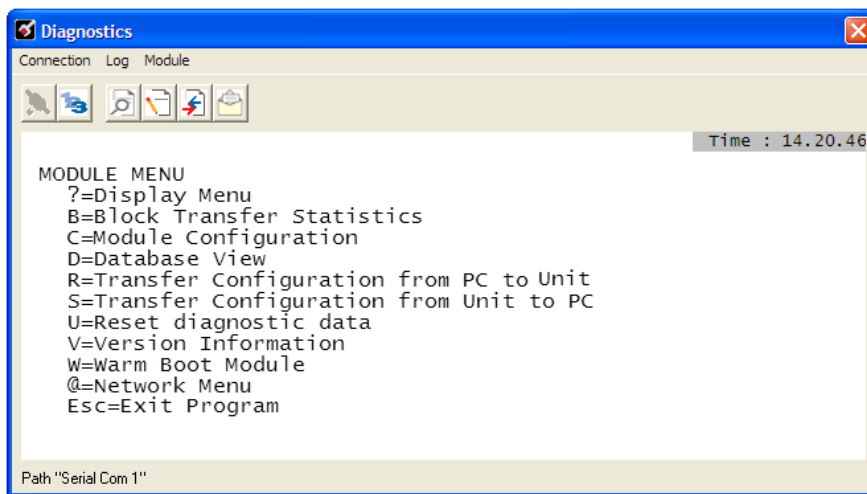 Diagnostics
Connection Log Module
Time : 14.20.46
MODULE MENU
?=Display Menu
B=Block Transfer Statistics
C=Module Configuration
D=Database View
R=Transfer Configuration from PC to Unit
S=Transfer Configuration from Unit to PC
U=Reset diagnostic data
V=Version Information
W=Warm Boot Module
@=Network Menu
Esc=Exit Program
Path "Serial Com 1"